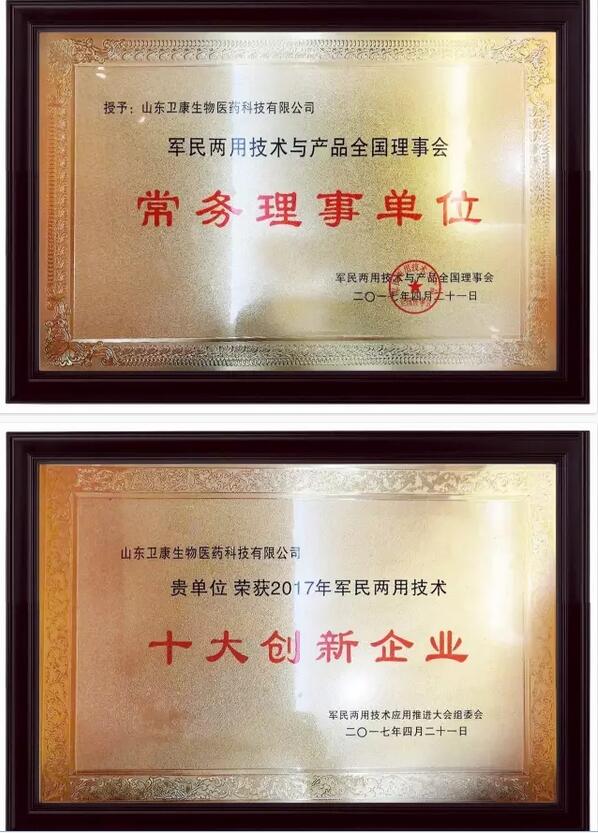 授予：山东卫康生物医药科技有限公司
军民两用技术与产品全国理事会
常务理事单位
军民两用技术与产品全国理事会
二〇一七年四月二十一日
山东卫康生物医药科技有限公司
贵单位 荣获2017年军民两用技术
十大创新企业
军民两用技术应用推进大会组委会
二〇一七年四月二十一日